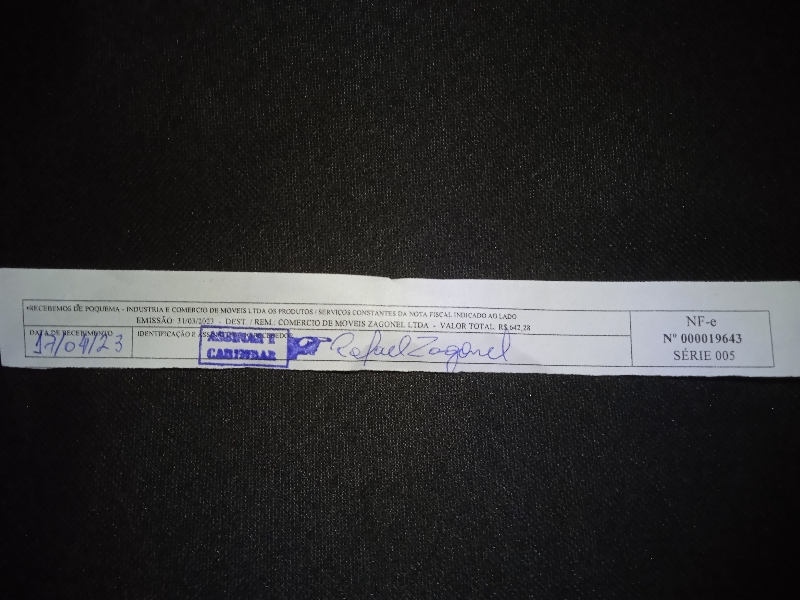 RECEBEMOS DE POQUEMA - INDUSTRIA E COMERCIO DE MOVEIS LTDA OS PRODUTOS / SERVIÇOS CONSTANTES DA NOTA FISCAL INDICADO AO LADO
EMISSÃO: 31/03/2023 - DEST. / REM.: COMERCIO DE MOVEIS ZAGONEL LTDA - VALOR TOTAL: R$ 642,28
DATA DE RECEBIMENTO
17/04/23
IDENTIFICAÇÃO E
ASSINAR E
CARIMBAR
Rafael Zagonel
NF-e
Nº 000019643
SÉRIE 005